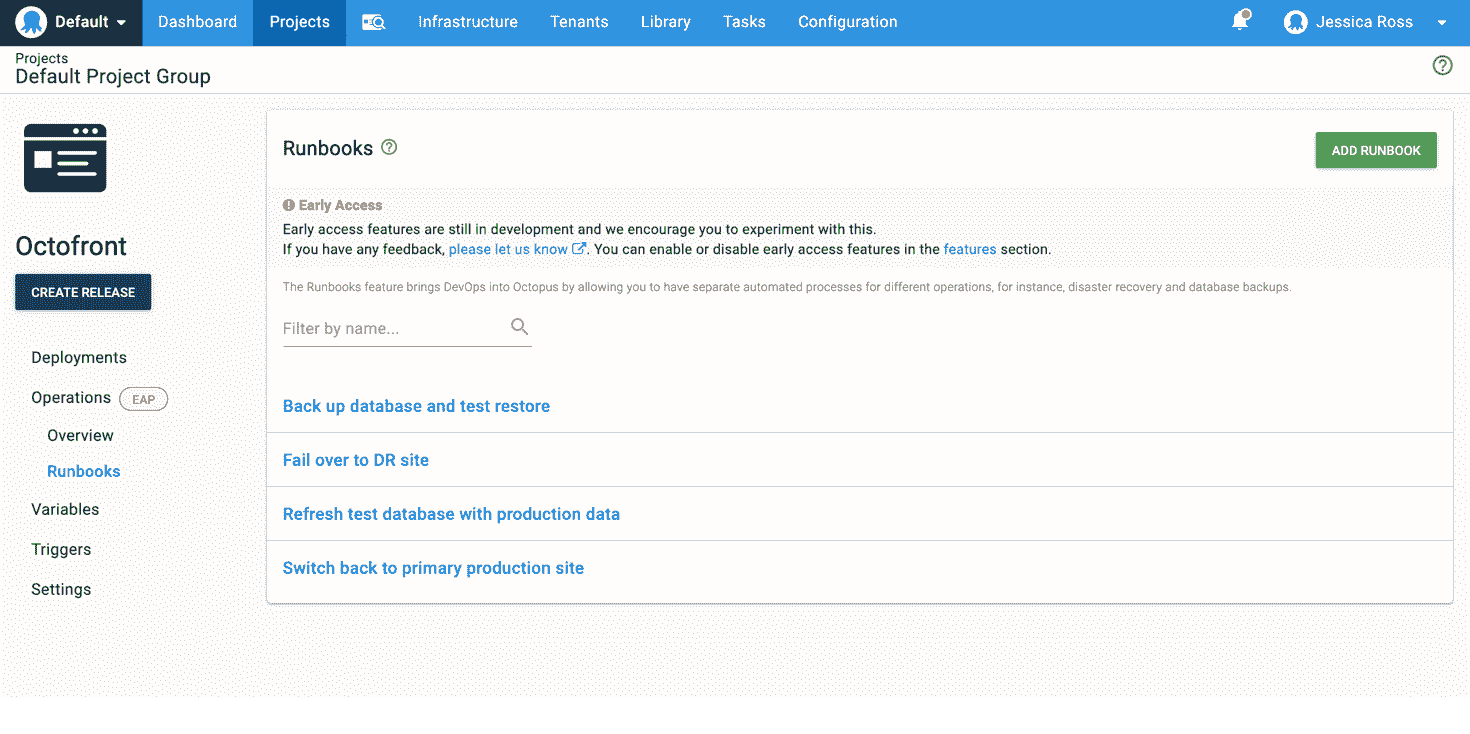 Default
Dashboard
Projects
Infrastructure
Tenants
Library
Tasks
Configuration
Jessica Ross
Projects
Default Project Group
Octofront
CREATE RELEASE
Deployments
Operations EAP
Overview
Runbooks
Variables
Triggers
Settings
Runbooks
ADD RUNBOOK
Early Access
Early access features are still in development and we encourage you to experiment with this.
If you have any feedback, please let us know. You can enable or disable early access features in the features section.
The Runbooks feature brings DevOps into Octopus by allowing you to have separate automated processes for different operations, for instance, disaster recovery and database backups.
Filter by name...
Back up database and test restore
Fail over to DR site
Refresh test database with production data
Switch back to primary production site